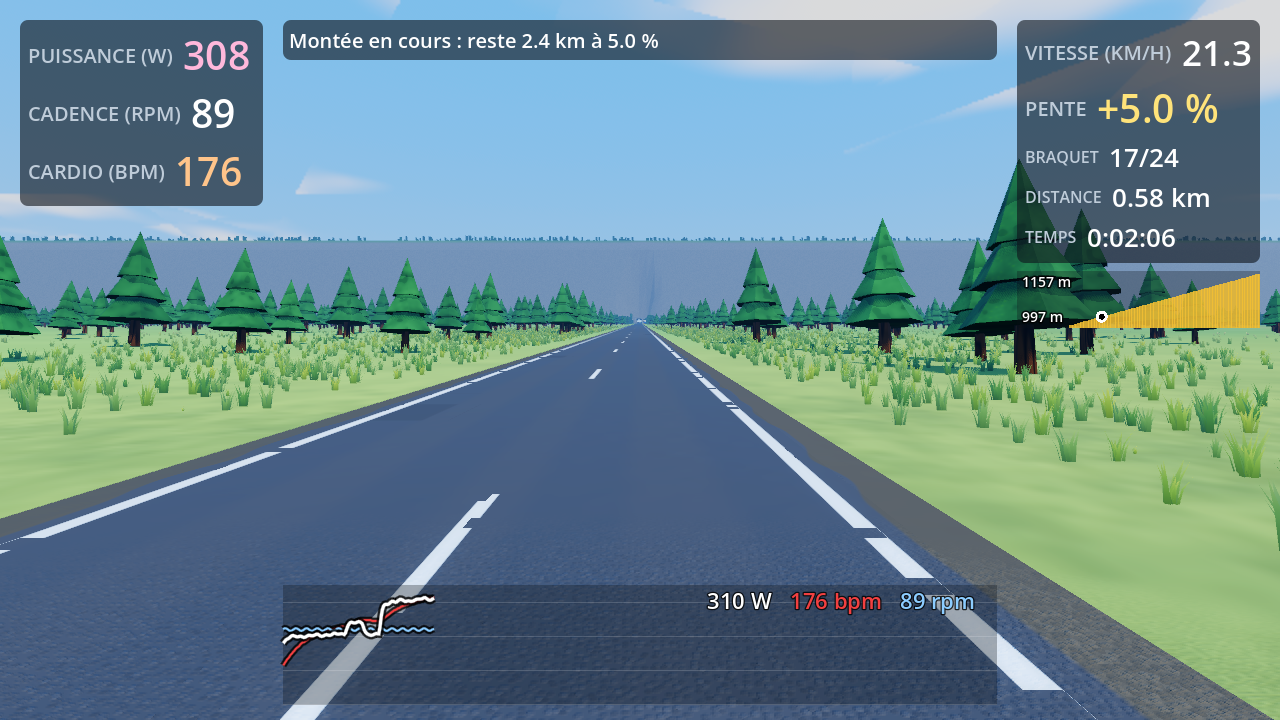 PUISSANCE (W) 308
CADENCE (RPM) 89
CARDIO (BPM) 176
Montée en cours : reste 2.4 km à 5.0 %
VITESSE (KM/H) 21.3
PENTE +5.0 %
BRAQUET 17/24
DISTANCE 0.58 km
TEMPS 0:02:06
1157 m
997 m
310 W 176 bpm 89 rpm